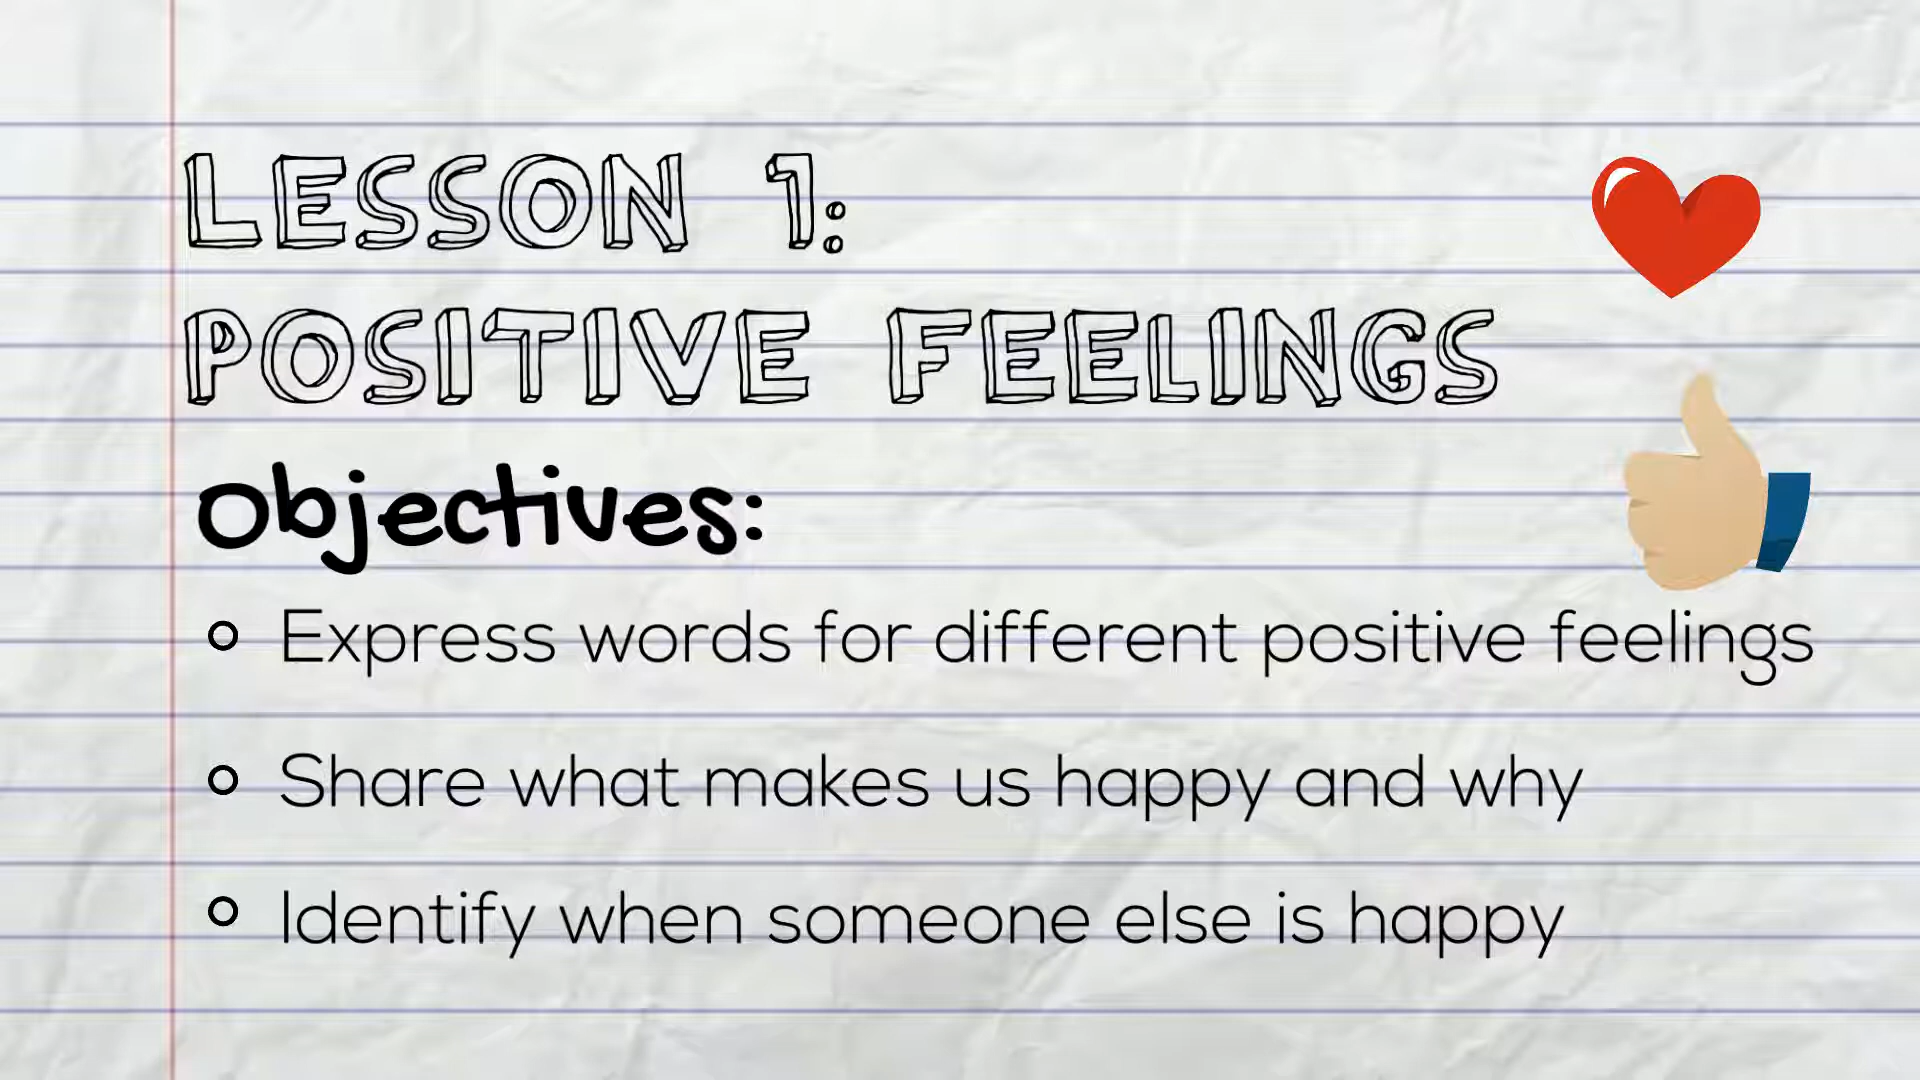 LESSON 1:
POSITIVE FEELINGS
Objectives:
Express words for different positive feelings
Share what makes us happy and why
Identify when someone else is happy